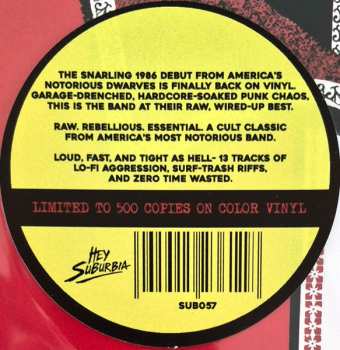 THE SNARLING 1986 DEBUT FROM AMERICA'S
NOTORIOUS DWARVES IS FINALLY BACK ON VINYL.
GARAGE-DRENCHED, HARDCORE-SOAKED PUNK CHAOS,
THIS IS THE BAND AT THEIR RAW, WIRED-UP BEST.
RAW. REBELLIOUS. ESSENTIAL. A CULT CLASSIC
FROM AMERICA'S MOST NOTORIOUS BAND.
LOUD, FAST, AND TIGHT AS HELL- 13 TRACKS OF
LO-FI AGGRESSION, SURF-TRASH RIFFS,
AND ZERO TIME WASTED.
LIMITED TO 500 COPIES ON COLOR VINYL
HEY
SUBURBIA
SUB057